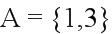 A = {1,3}